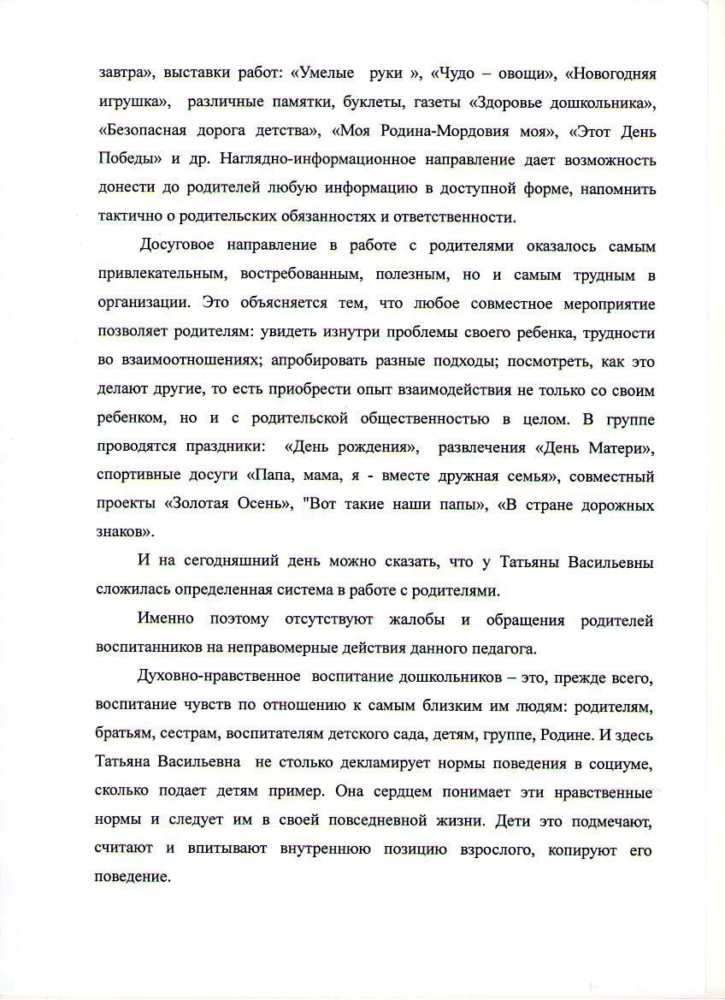 завтра», выставки работ: «Умелые руки », «Чудо – овощи», «Новогодняя
игрушка», различные памятки, буклеты, газеты «Здоровье дошкольника»,
«Безопасная дорога детства», «Моя Родина-Мордовия моя», «Этот День
Победы» и др. Наглядно-информационное направление дает возможность
донести до родителей любую информацию в доступной форме, напомнить
тактично о родительских обязанностях и ответственности.
Досуговое направление в работе с родителями оказалось самым
привлекательным, востребованным, полезным, но и самым трудным в
организации. Это объясняется тем, что любое совместное мероприятие
позволяет родителям: увидеть изнутри проблемы своего ребенка, трудности
во взаимоотношениях; апробировать разные подходы; посмотреть, как это
делают другие, то есть приобрести опыт взаимодействия не только со своим
ребенком, но и с родительской общественностью в целом. В группе
проводятся праздники: «День рождения», развлечения «День Матери»,
спортивные досуги «Папа, мама, я - вместе дружная семья», совместный
проекты «Золотая Осень», "Вот такие наши папы», «В стране дорожных
знаков».
И на сегодняшний день можно сказать, что у Татьяны Васильевны
сложилась определенная система в работе с родителями.
Именно поэтому отсутствуют жалобы и обращения родителей
воспитанников на неправомерные действия данного педагога.
Духовно-нравственное воспитание дошкольников – это, прежде всего,
воспитание чувств по отношению к самым близким им людям: родителям,
братьям, сестрам, воспитателям детского сада, детям, группе, Родине. И здесь
Татьяна Васильевна не столько декламирует нормы поведения в социуме,
сколько подает детям пример. Она сердцем понимает эти нравственные
нормы и следует им в своей повседневной жизни. Дети это подмечают,
считают и впитывают внутреннюю позицию взрослого, копируют его
поведение.